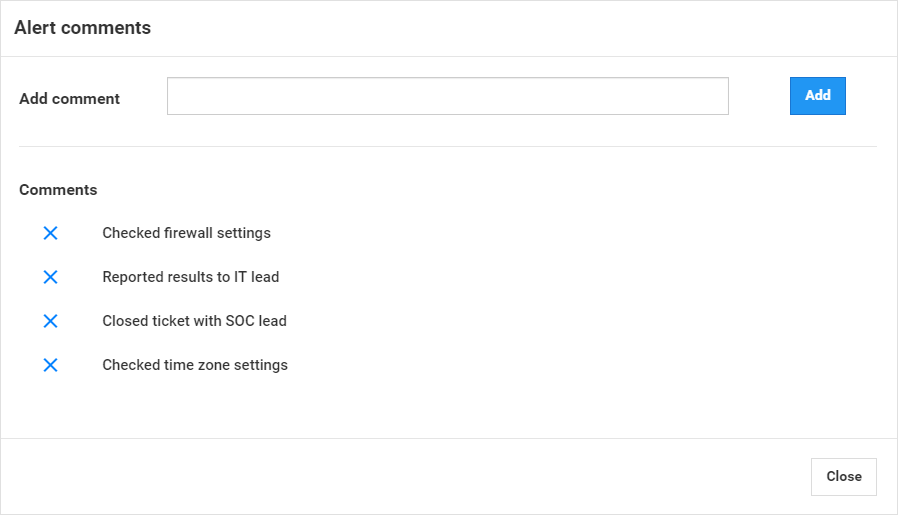 Alert comments
Add comment
Add
Comments
Checked firewall settings
Reported results to IT lead
Closed ticket with SOC lead
Checked time zone settings
Close